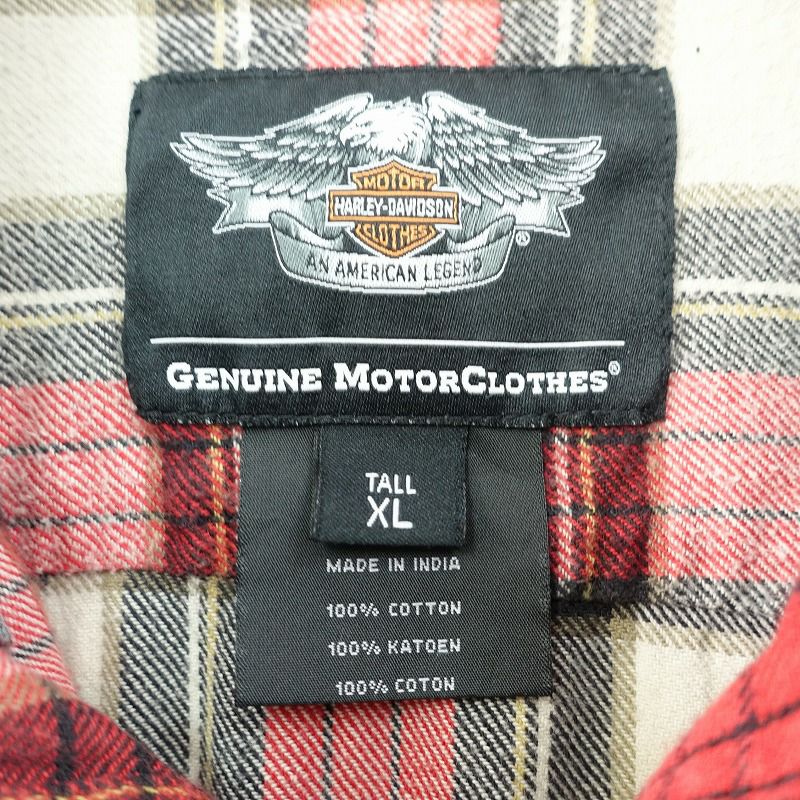 MOTOR
HARLEY-DAVIDSON
CLOTHES
®
AN AMERICAN LEGEND
GENUINE MOTORCLOTHES®
TALL
XL
MADE IN INDIA
100% COTTON
100% KATOEN
100% COTON